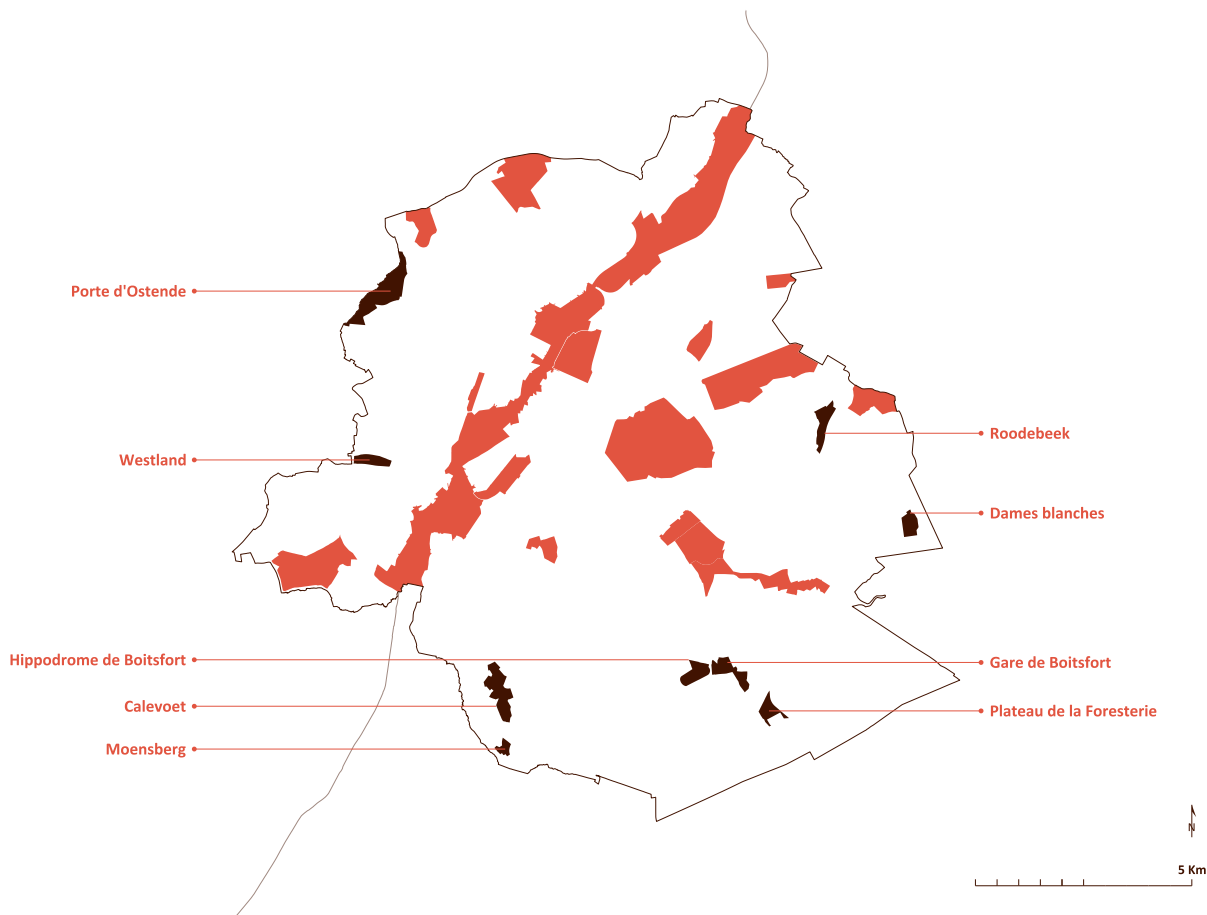 Porte d'Ostende
Westland
Roodebeek
Dames blanches
Hippodrome de Boitsfort
Gare de Boitsfort
Calevoet
Plateau de la Foresterie
Moensberg
N
5 Km